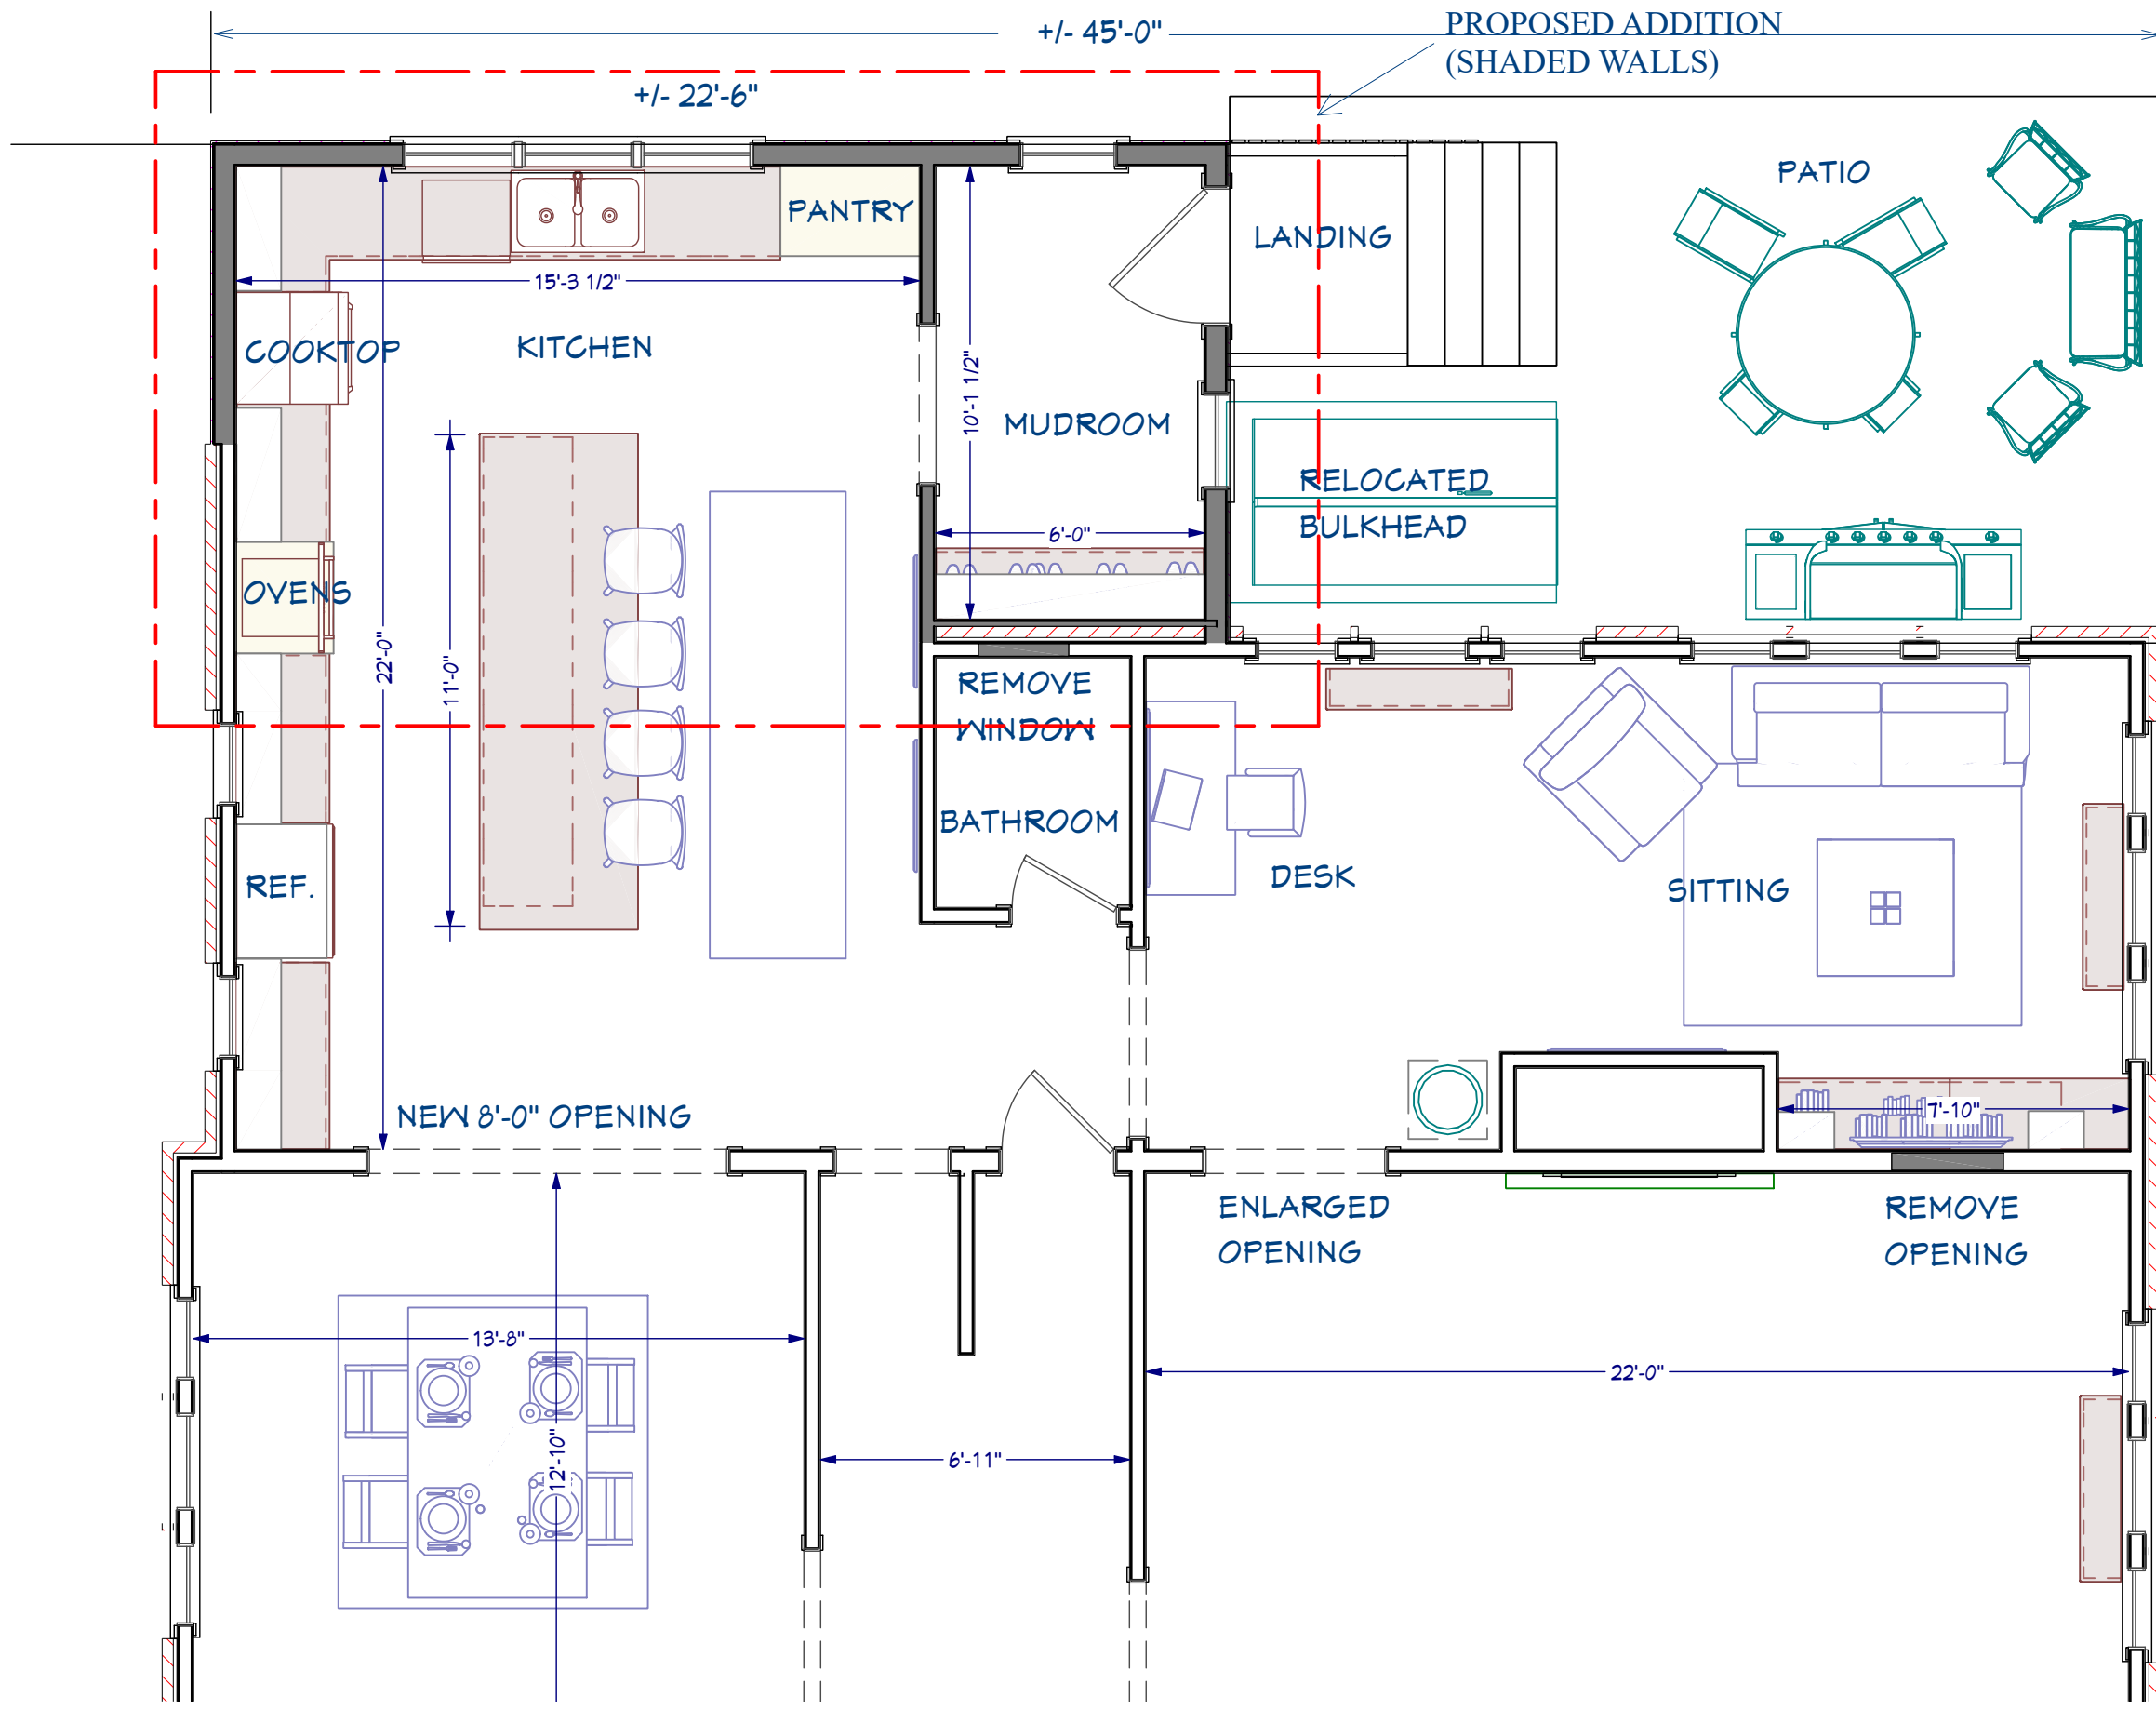 +/- 45'-0"
PROPOSED ADDITION
(SHADED WALLS)
+/- 22'-6"
PATIO
PANTRY
LANDING
15'-3 1/2"
COOKTOP
KITCHEN
10'-1 1/2"
MUDROOM
RELOCATED
BULKHEAD
6'-0"
OVENS
22'-0"
11'-0"
REMOVE
WINDOW
BATHROOM
DESK
REF.
SITTING
NEW 8'-0" OPENING
7'-10"
ENLARGED
OPENING
REMOVE
OPENING
13'-8"
22'-0"
12'-10"
6'-11"